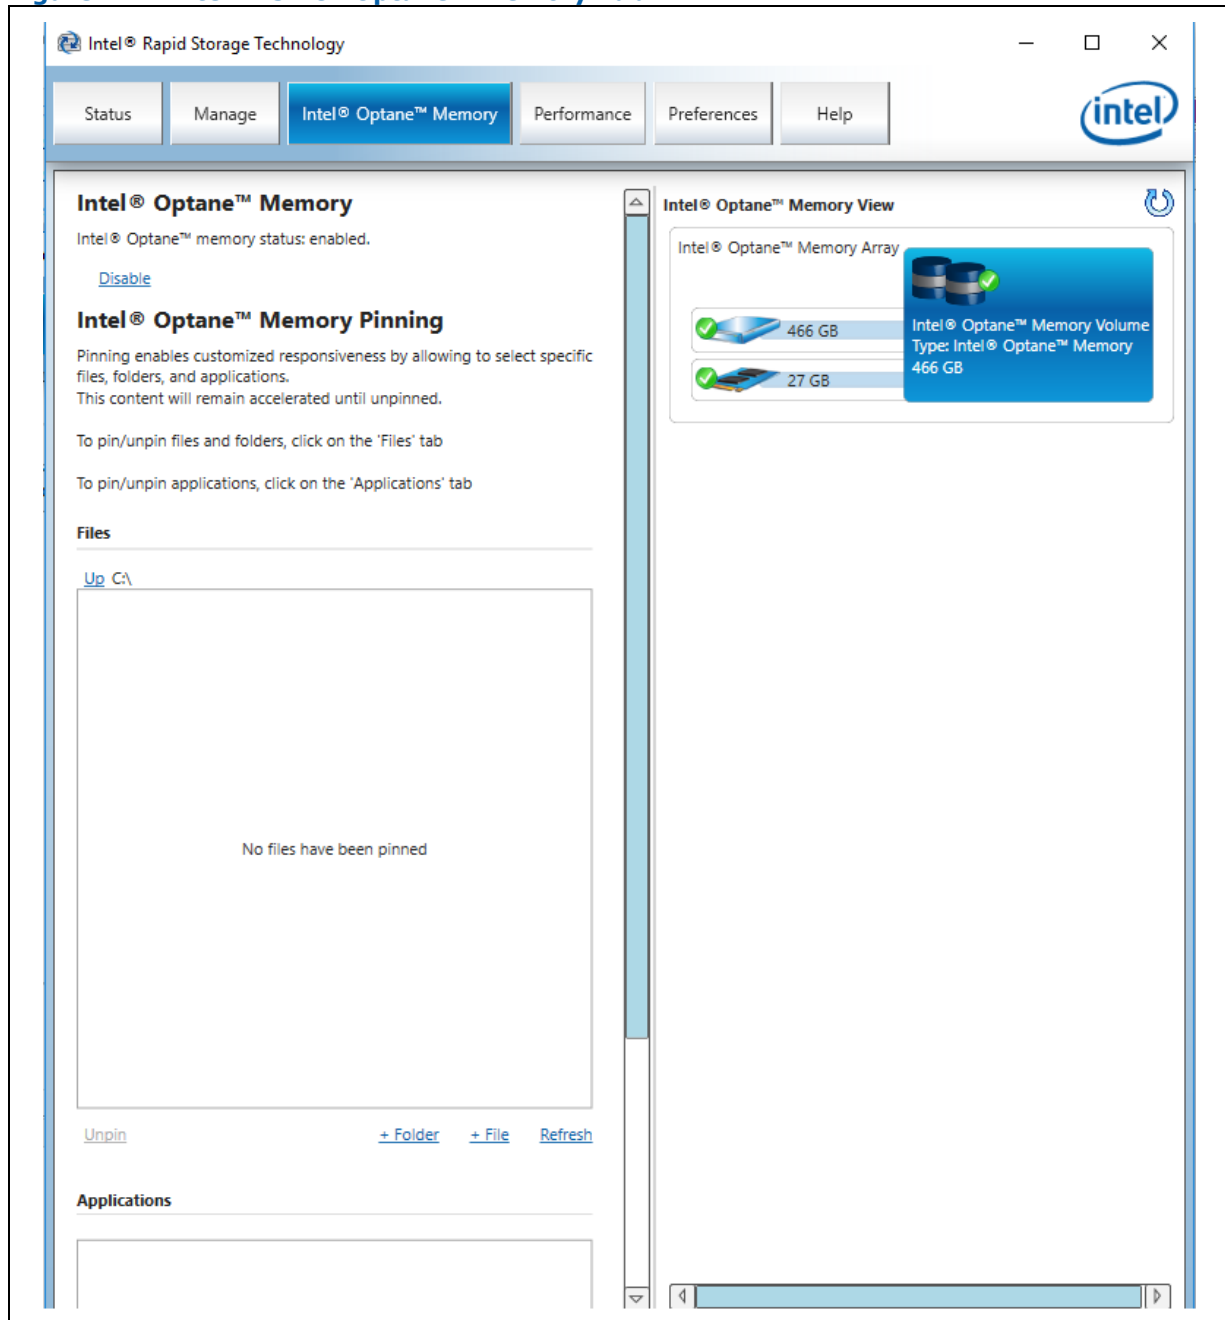 Intel® Rapid Storage Technology
Status
Manage
Intel® Optane™ Memory
Performance
Preferences
Help
intel
Intel® Optane™ Memory
Intel® Optane™ memory status: enabled.
Disable
Intel® Optane™ Memory Pinning
Pinning enables customized responsiveness by allowing to select specific
files, folders, and applications.
This content will remain accelerated until unpinned.
To pin/unpin files and folders, click on the 'Files' tab
To pin/unpin applications, click on the 'Applications' tab
Files
Up C:\
No files have been pinned
Unpin
+ Folder
+ File
Refresh
Applications
Intel® Optane™ Memory View
Intel® Optane™ Memory Array
466 GB
27 GB
Intel® Optane™ Memory Volume
Type: Intel® Optane™ Memory
466 GB